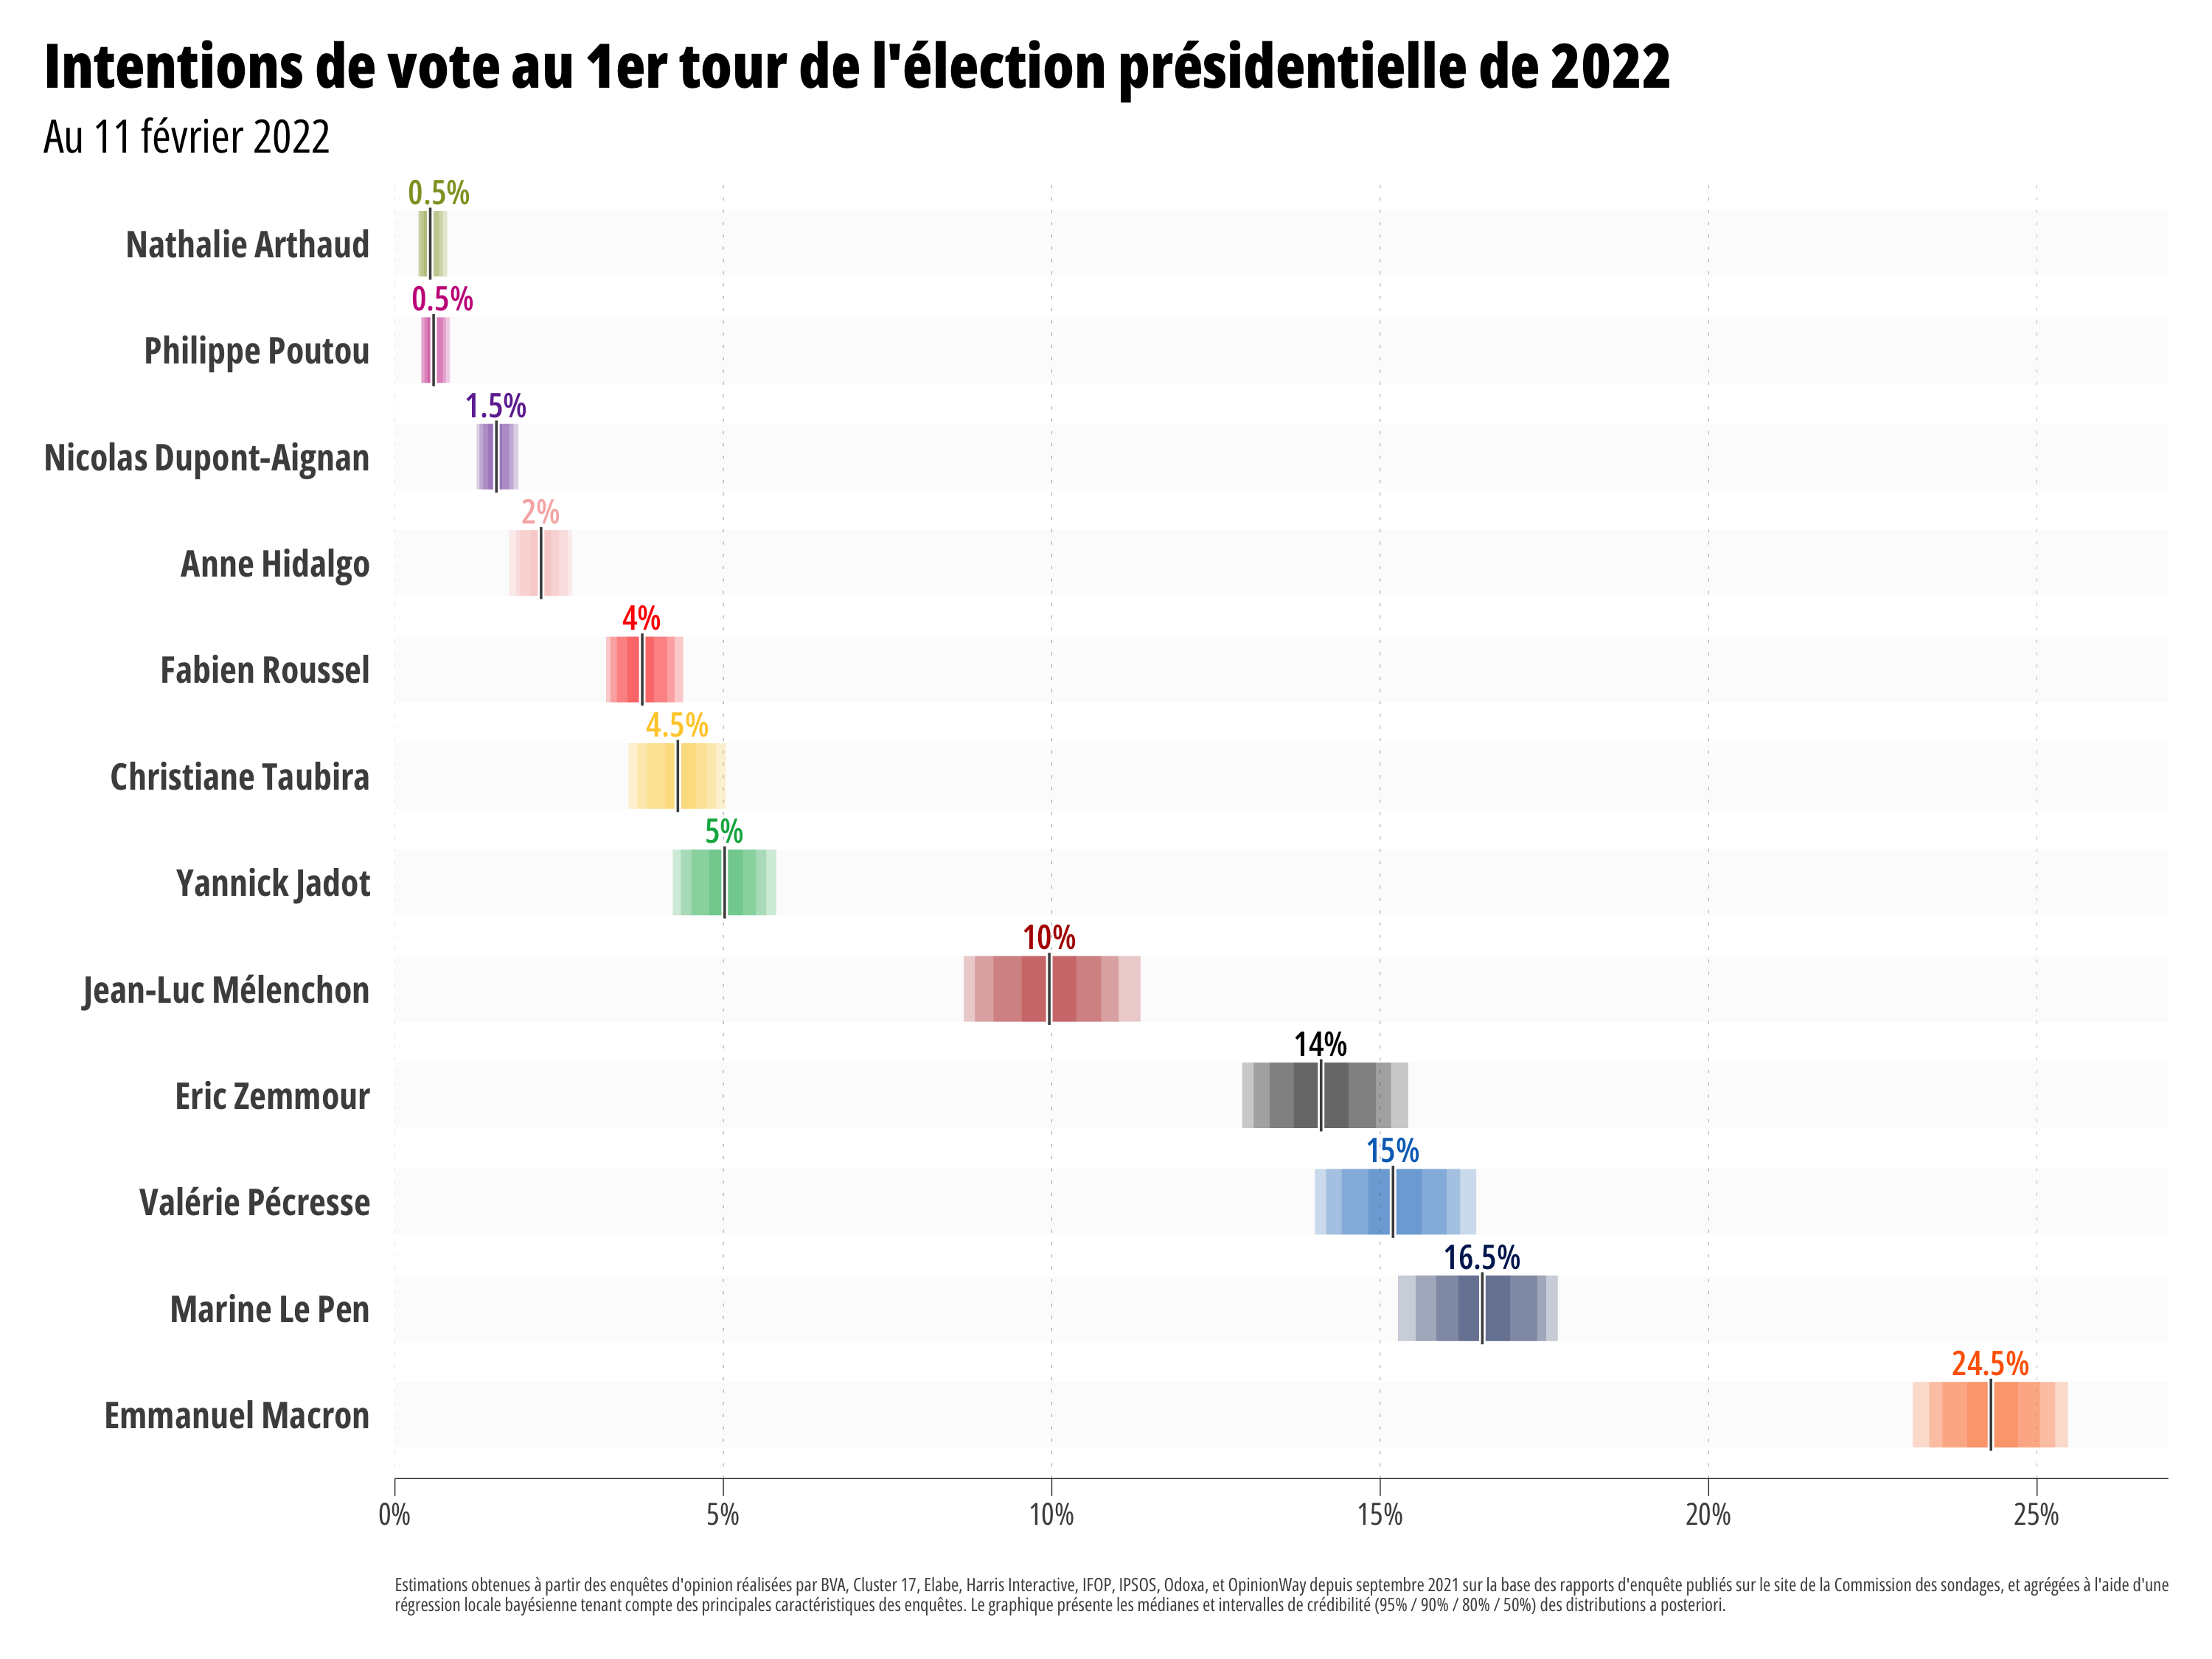 Intentions de vote au 1er tour de l'élection présidentielle de 2022
Au 11 février 2022
0.5%
Nathalie Arthaud
0.5%
Philippe Poutou
1.5%
Nicolas Dupont-Aignan
2%
Anne Hidalgo
4%
Fabien Roussel
4.5%
Christiane Taubira
5%
Yannick Jadot
10%
Jean-Luc Mélenchon
14%
Eric Zemmour
15%
Valérie Pécresse
16.5%
Marine Le Pen
24.5%
Emmanuel Macron
0% 5% 10% 15% 20% 25%
Estimations obtenues à partir des enquêtes d'opinion réalisées par BVA, Cluster 17, Elabe, Harris Interactive, IFOP, IPSOS, Odoxa, et OpinionWay depuis septembre 2021 sur la base des rapports d'enquête publiés sur le site de la Commission des sondages, et agrégées à l'aide d'une
régression locale bayésienne tenant compte des principales caractéristiques des enquêtes. Le graphique présente les médianes et intervalles de crédibilité (95% / 90% / 80% / 50%) des distributions a posteriori.